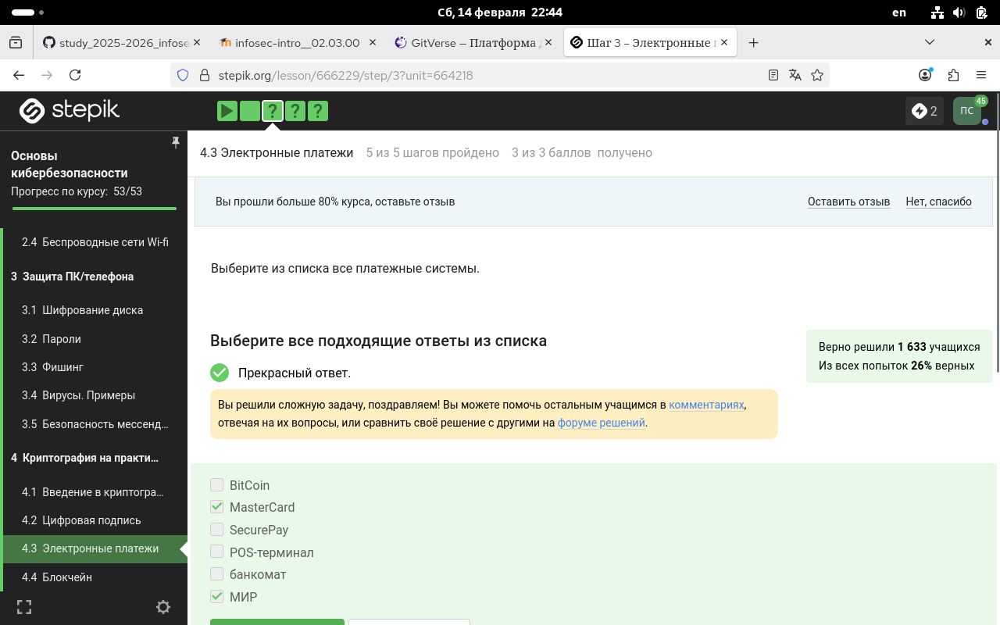 Сб, 14 февраля 22:44
en
study_2025-2026_infose
infosec-intro__02.03.00
GitVerse — Платформа д
Шаг 3 – Электронные п
stepik.org/lesson/666229/step/3?unit=664218
stepik
?
?
?
2
ПС
45
Основы
кибербезопасности
Прогресс по курсу: 53/53
2.4 Беспроводные сети Wi-fi
3 Защита ПК/телефона
3.1 Шифрование диска
3.2 Пароли
3.3 Фишинг
3.4 Вирусы. Примеры
3.5 Безопасность мессенд...
4 Криптография на практи...
4.1 Введение в криптогра...
4.2 Цифровая подпись
4.3 Электронные платежи
4.4 Блокчейн
4.3 Электронные платежи 5 из 5 шагов пройдено 3 из 3 баллов получено
Вы прошли больше 80% курса, оставьте отзыв
Оставить отзыв
Нет, спасибо
Выберите из списка все платежные системы.
Выберите все подходящие ответы из списка
Прекрасный ответ.
Верно решили 1 633 учащихся
Из всех попыток 26% верных
Вы решили сложную задачу, поздравляем! Вы можете помочь остальным учащимся в комментариях,
отвечая на их вопросы, или сравнить своё решение с другими на форуме решений.
BitCoin
MasterCard
SecurePay
POS-терминал
банкомат
МИР